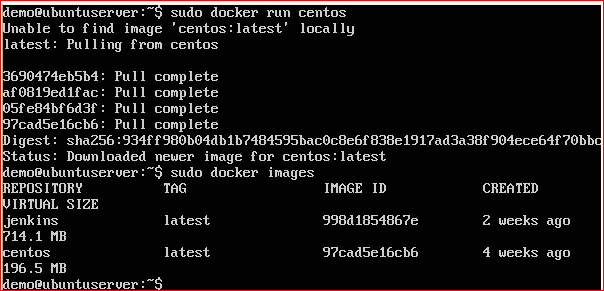 demo@ubuntuserver:~$ sudo docker run centos
Unable to find image 'centos:latest' locally
latest: Pulling from centos
3690474eb5b4: Pull complete
af0819ed1fac: Pull complete
05fe84bf6d3f: Pull complete
97cad5e16cb6: Pull complete
Digest: sha256:934ff980b04db1b7484595bac0c8e6f838e1917ad3a38f904ece64f70bbc
Status: Downloaded newer image for centos:latest
demo@ubuntuserver:~$ sudo docker images
REPOSITORY TAG IMAGE ID CREATED
VIRTUAL SIZE
jenkins latest 998d1854867e 2 weeks ago
714.1 MB
centos latest 97cad5e16cb6 4 weeks ago
196.5 MB
demo@ubuntuserver:~$